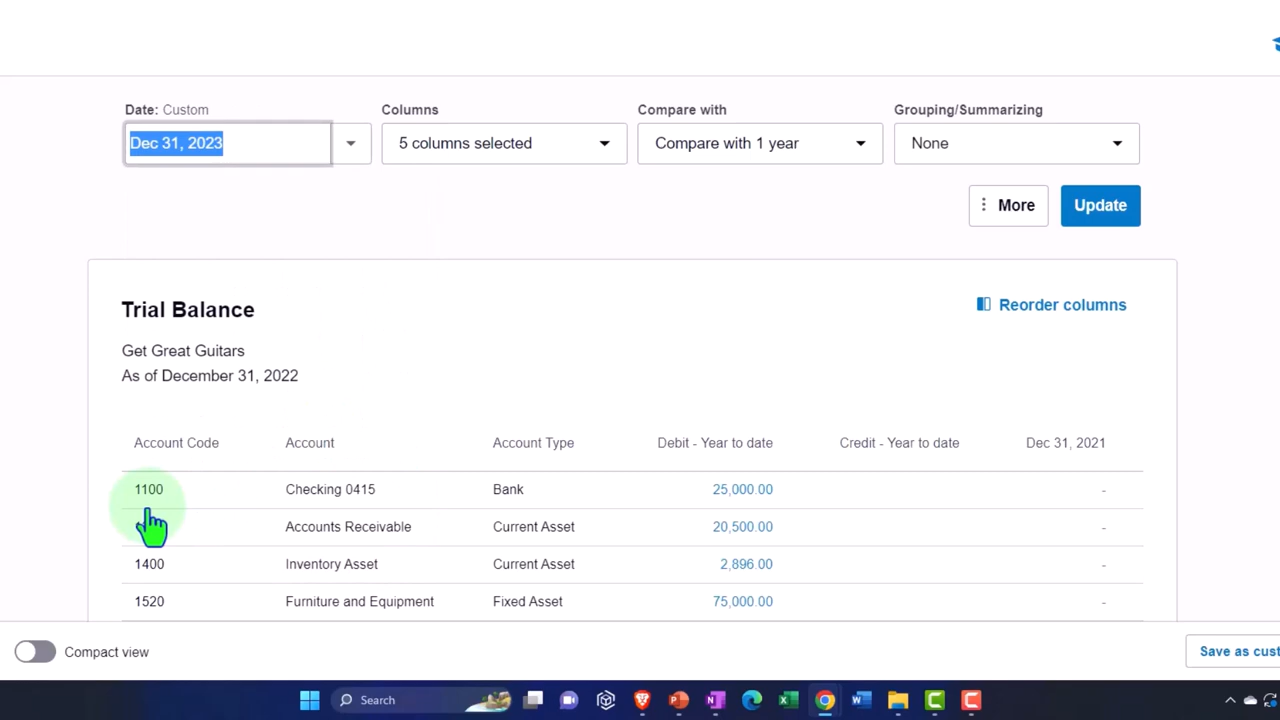 Date: Custom Columns Compare with Grouping/Summarizing
Dec 31, 2023 5 columns selected Compare with 1 year None
More Update
Trial Balance Reorder columns
Get Great Guitars
As of December 31, 2022
Account Code Account Account Type Debit - Year to date Credit - Year to date Dec 31, 2021
1100 Checking 0415 Bank 25,000.00 -
Accounts Receivable Current Asset 20,500.00 -
1400 Inventory Asset Current Asset 2,896.00 -
1520 Furniture and Equipment Fixed Asset 75,000.00 -
Compact view Save as cust
Search